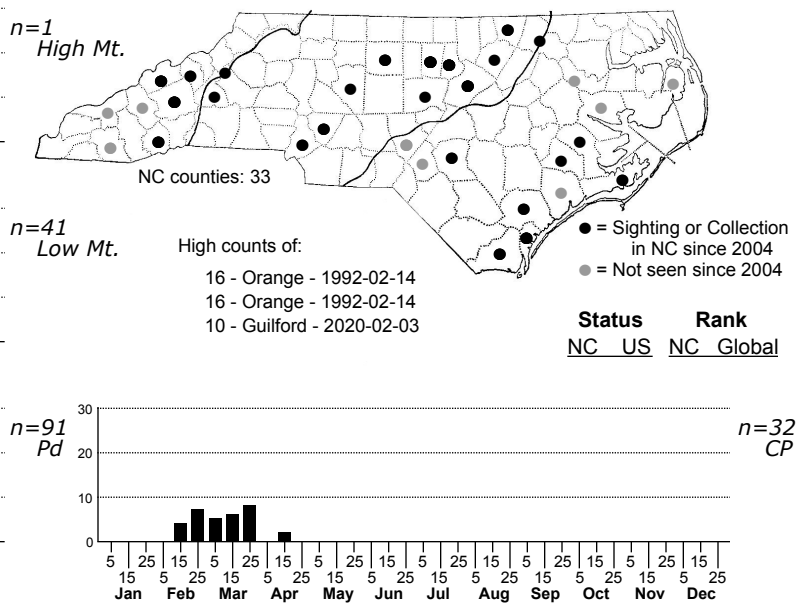 n=1
High Mt.
NC counties: 33
n=41
Low Mt.
High counts of:
16 - Orange - 1992-02-14
16 - Orange - 1992-02-14
10 - Guilford - 2020-02-03
= Sighting or Collection
in NC since 2004
= Not seen since 2004
Status Rank
NC US NC Global
n=91
Pd
n=32
CP
30
20
10
0
5 25 5 25 5 25 5 25 5 25 5 25
15 5 15 25 15 5 15 25 15 5 15 25 15 5 15 25 15 5 15 25 15 5 15 25
Jan Feb Mar Apr May Jun Jul Aug Sep Oct Nov Dec